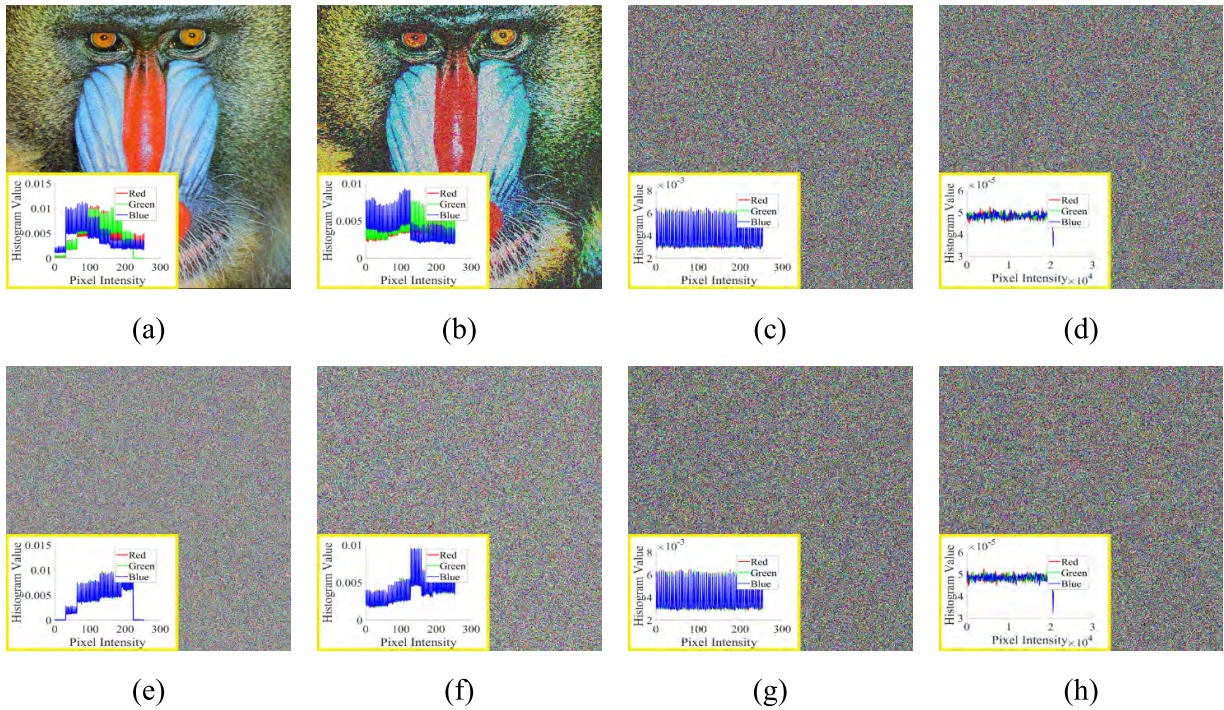 0.015
Histogram Value
0.01
0.005
0
Red
Green
Blue
0 100 200 300
Pixel Intensity
0.01
Histogram Value
0.005
0
Red
Green
Blue
0 100 200 300
Pixel Intensity
×10-3
8
Histogram Value
6
4
2
Red
Green
Blue
0 100 200 300
Pixel Intensity
×10-5
6
Histogram Value
5
4
3
Red
Green
Blue
0 1 2 3
Pixel Intensity ×104
(a) (b) (c) (d)
0.015
Histogram Value
0.01
0.005
0
Red
Green
Blue
0 100 200 300
Pixel Intensity
0.01
Histogram Value
0.005
0
Red
Green
Blue
0 100 200 300
Pixel Intensity
×10-3
8
Histogram Value
6
4
2
Red
Green
Blue
0 100 200 300
Pixel Intensity
×10-5
6
Histogram Value
5
4
3
Red
Green
Blue
0 1 2 3
Pixel Intensity ×104
(e) (f) (g) (h)